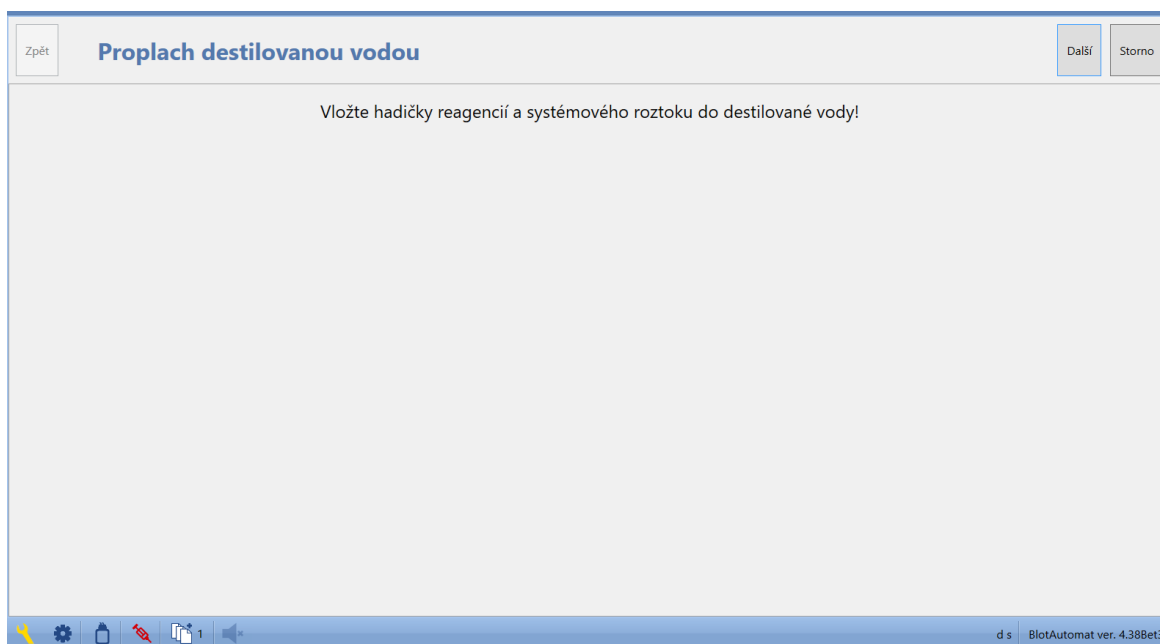 Zpět
Proplach destilovanou vodou
Další
Storno
Vložte hadičky reagencií a systémového roztoku do destilované vody!
1
d s
BlotAutomat ver. 4.38Bet